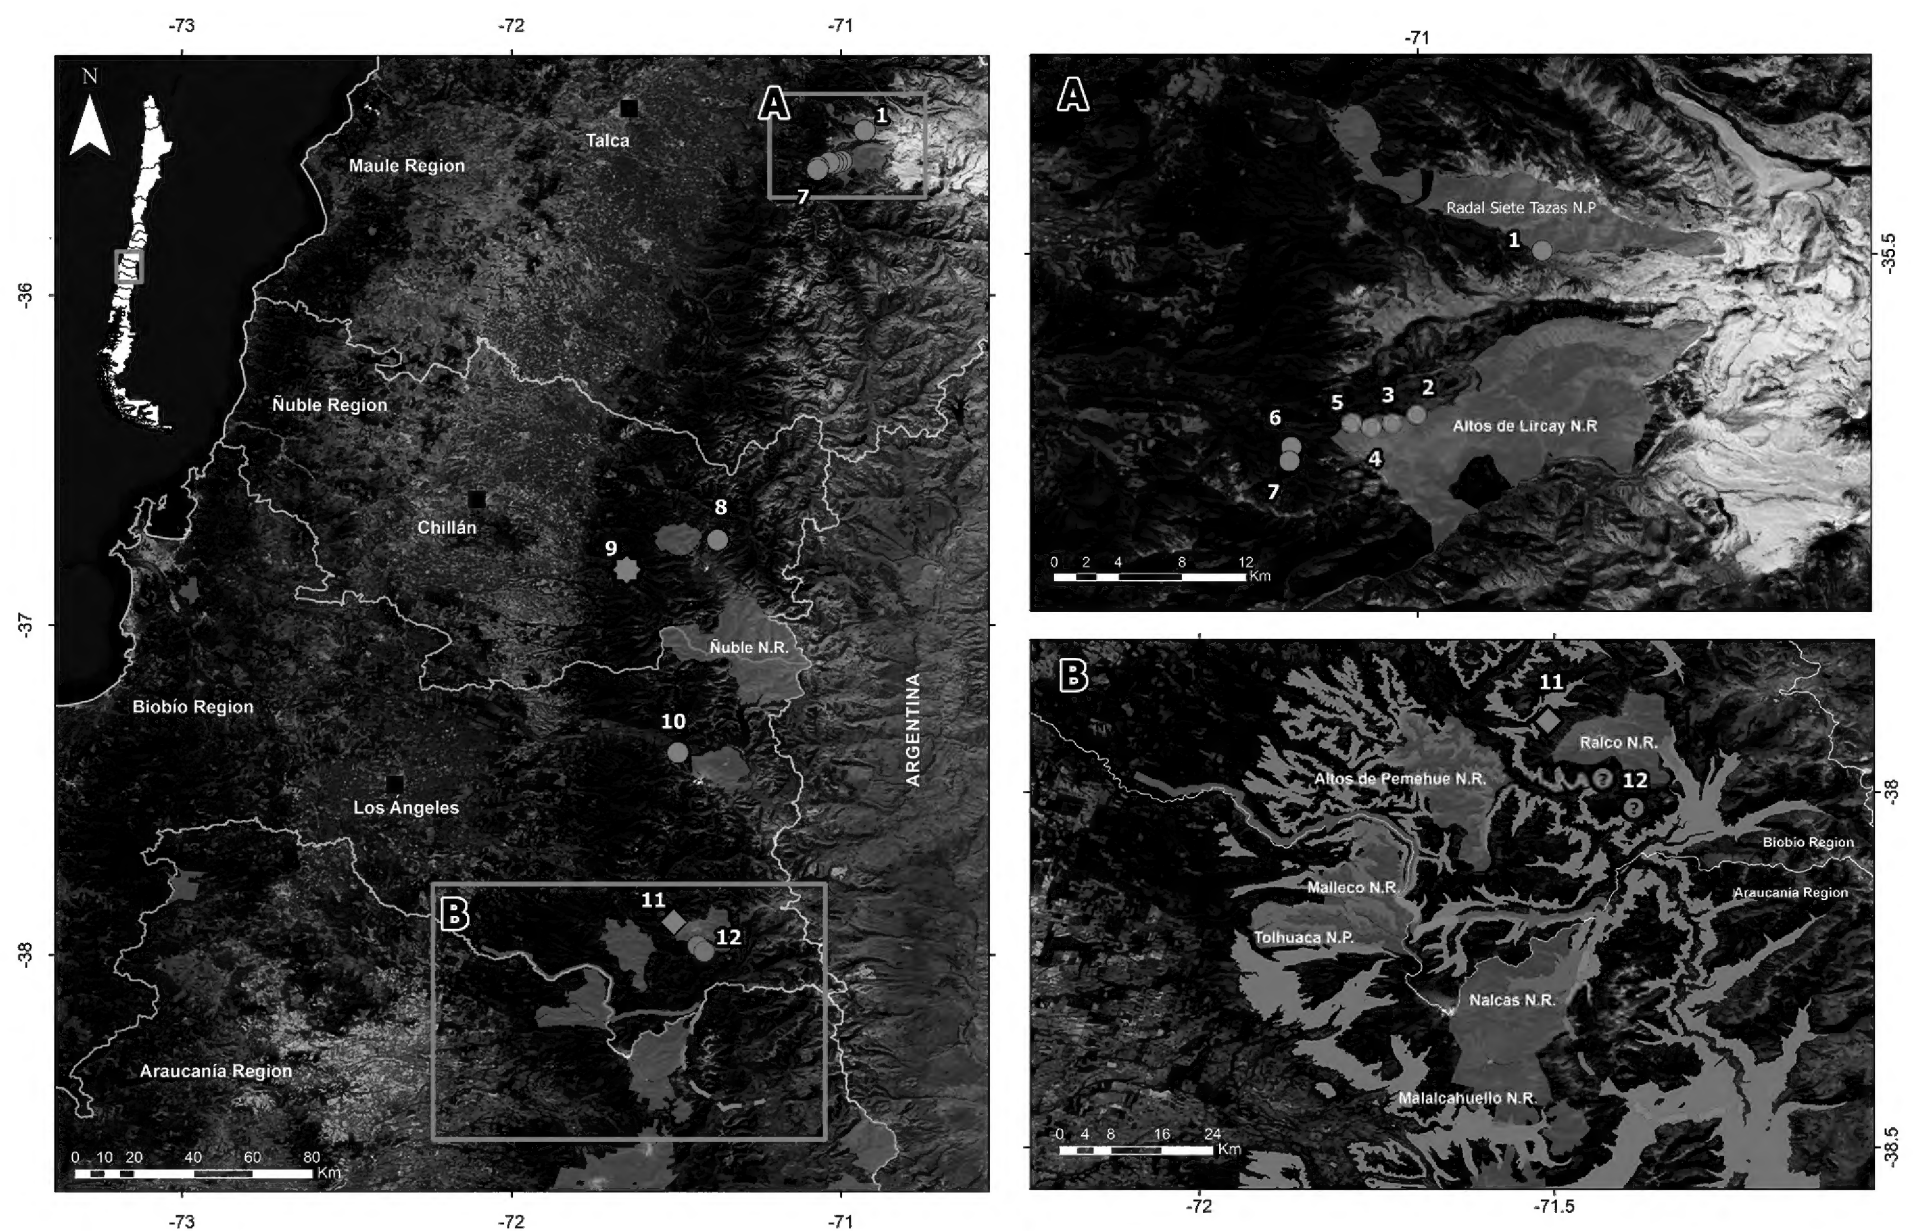 -73
-72
-71
N
A
1
Talca
Maule Region
7
-36
Ñuble Region
Chillán
8
9
-37
Ñuble N.R.
Biobío Region
10
ARGENTINA
Los Ángeles
B
11
12
-38
Araucanía Region
0 10 20 40 60 80
Km
-73
-72
-71
-71
A
Radal Siete Tazas N.P
1
-35.5
2
3
5
6
Altos de Lircay N.R
4
7
0 2 4 8 12
Km
B
11
Ralco N.R.
Altos de Pemehue N.R.
?
12
?
-38
Biobío Region
Malleco N.R.
Araucanía Region
Tolhuaca N.P.
Nalcas N.R.
Malalcahuello N.R.
0 4 8 16 24
Km
-38.5
-72
-71.5